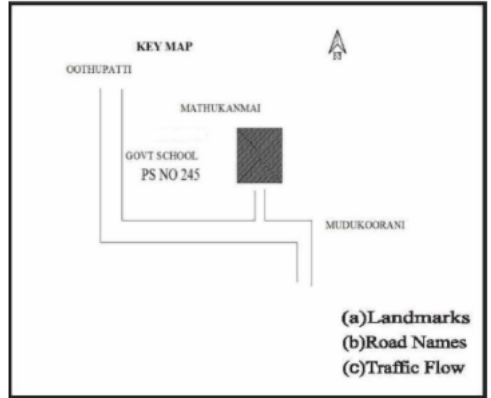 KEY MAP
OOTHUPATTI
MATHUKANMAI
GOVT SCHOOL
PS NO 245
MUDUKOORANI
(a)Landmarks
(b)Road Names
(c)Traffic Flow